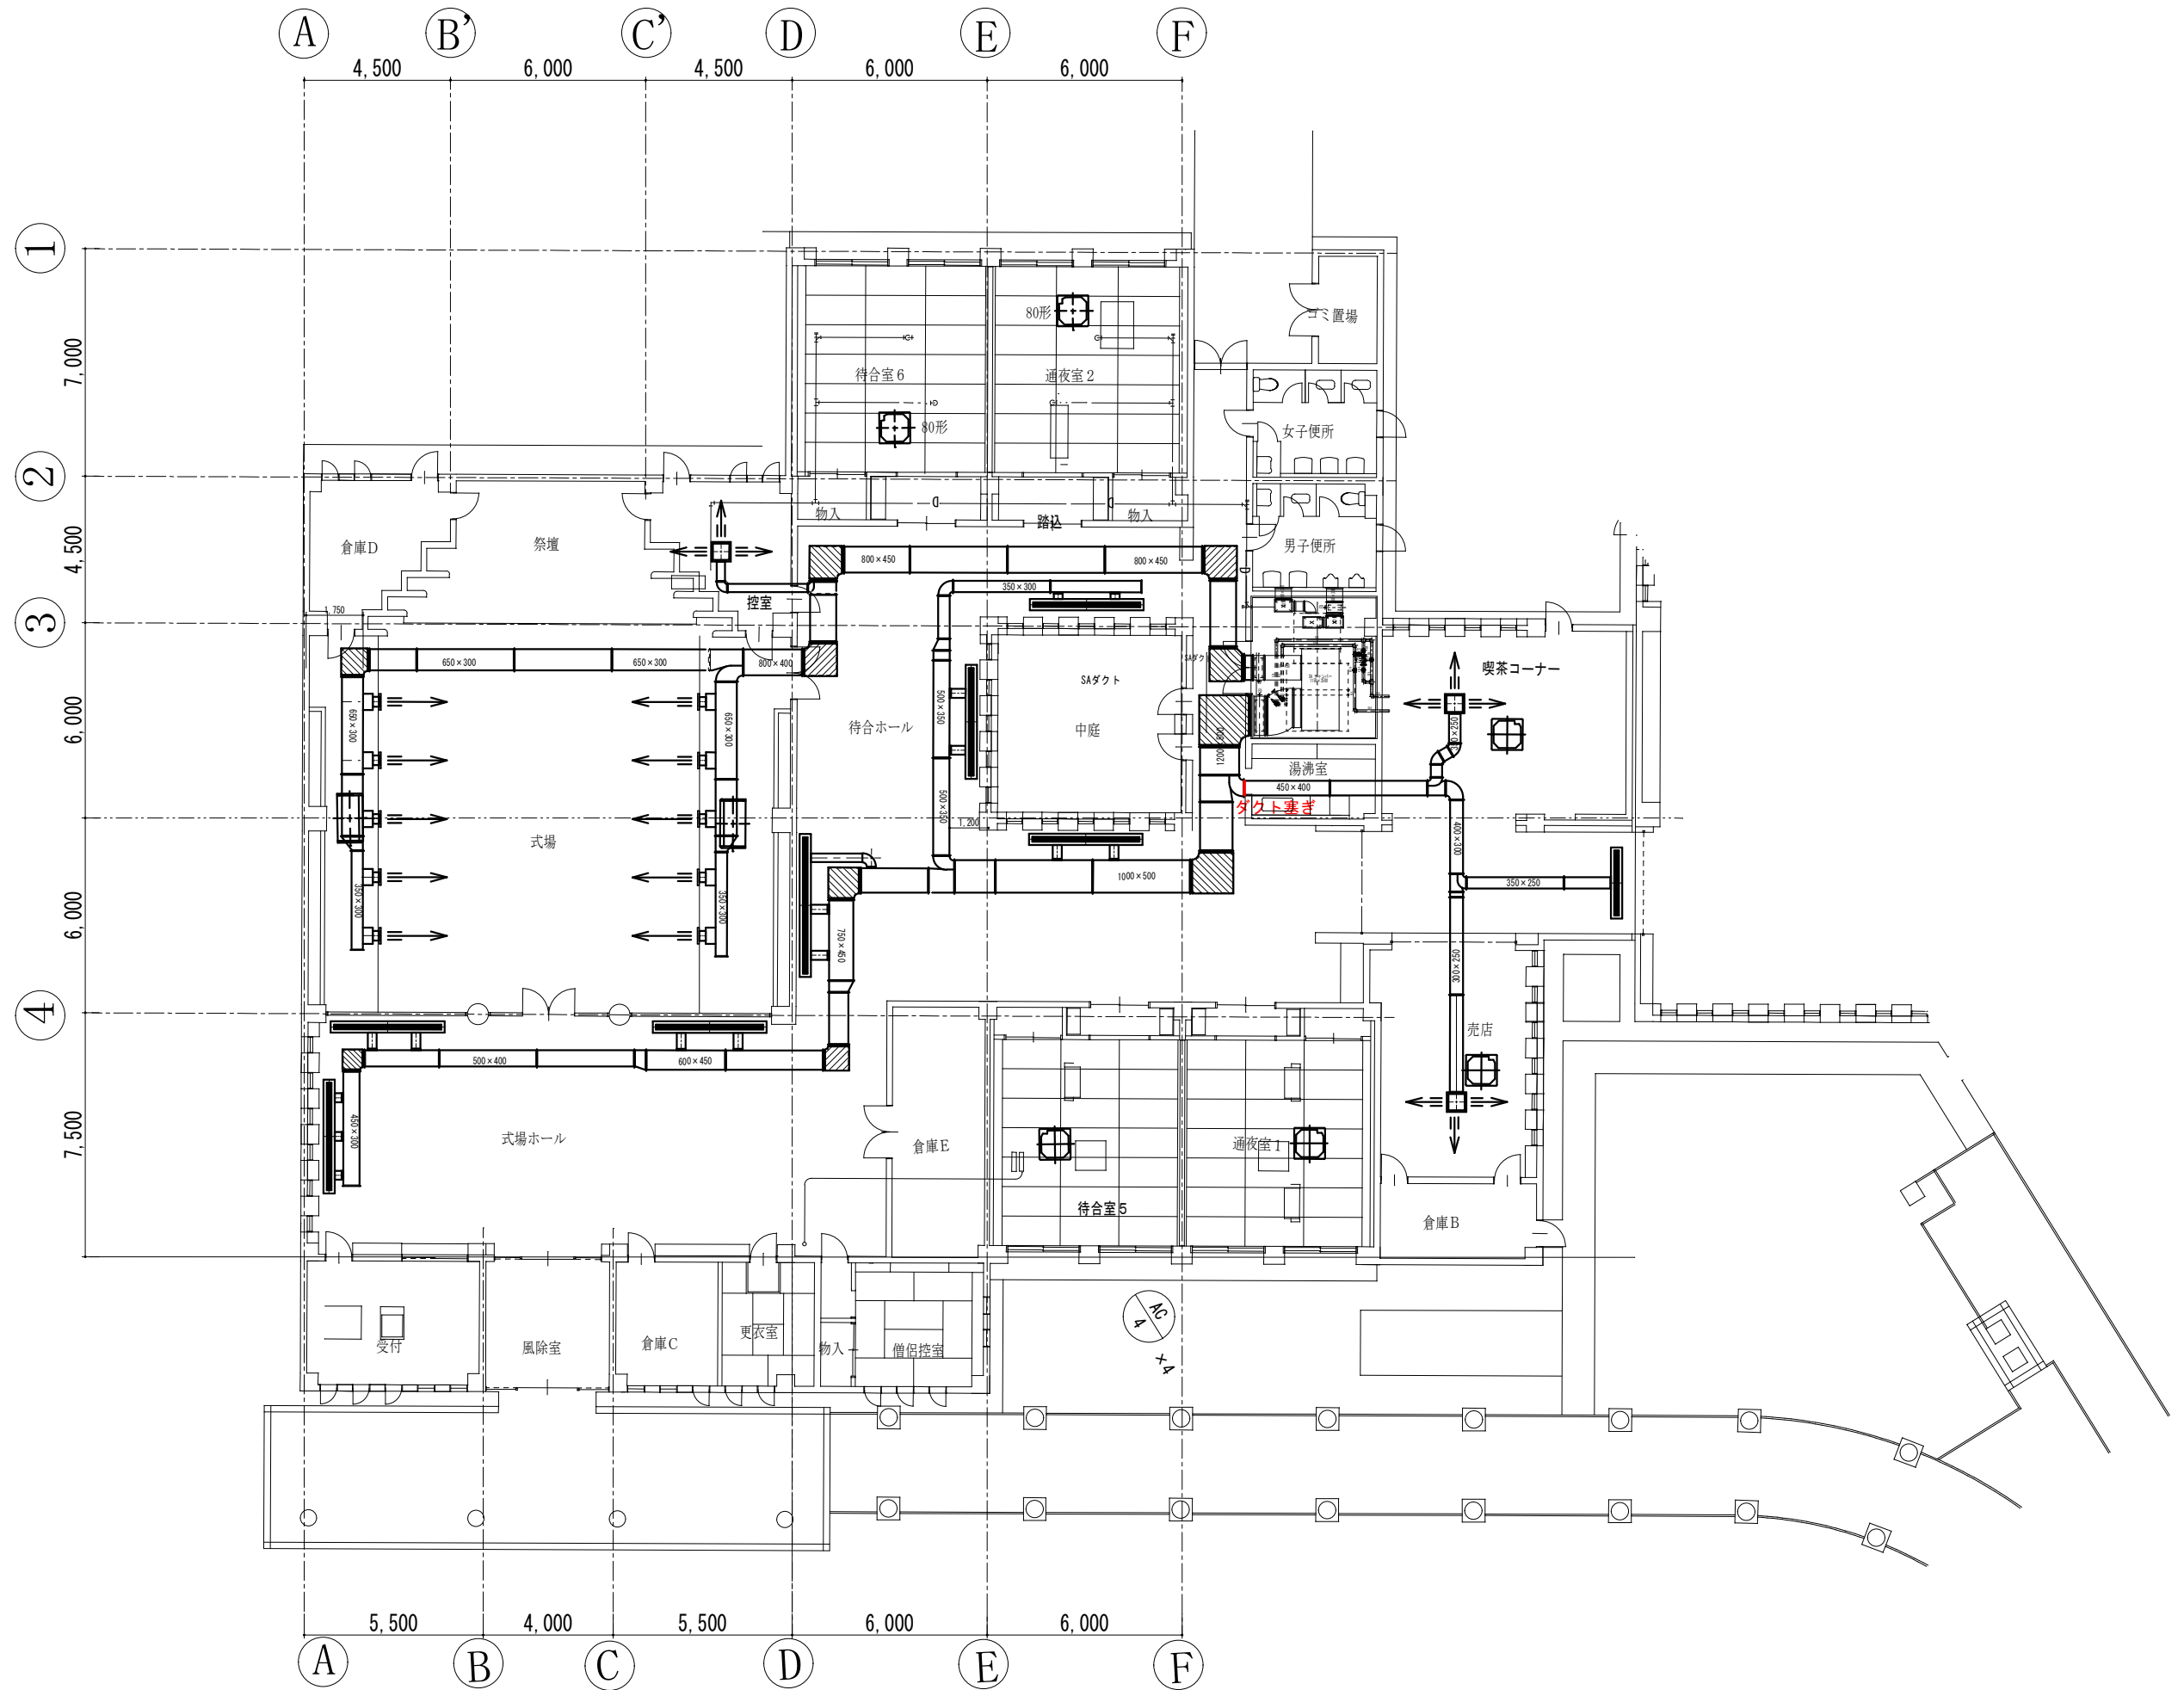 A B' C' D E F
4,500 6,000 4,500 6,000 6,000
1
7,000
80形
ゴミ置場
待合室6
通夜室2
80形
女子便所
2
物入
踏込
物入
4,500
倉庫D
祭壇
男子便所
800×450
800×450
350×300
控室
750
3
650×300
650×300
800×400
SAダクト
喫茶コーナー
SAダクト
6,000
650×300
650×300
500×350
待合ホール
中庭
350×250
湯沸室
450×400
ダクト塞ぎ
500×350
1,200
式場
400×300
6,000
350×300
350×300
1000×500
350×250
750×450
300×250
4
売店
500×400
600×450
7,500
450×300
式場ホール
倉庫E
通夜室1
待合室5
倉庫B
AC
4
×4
受付
風除室
倉庫C
更衣室
物入
僧侶控室
5,500 4,000 5,500 6,000 6,000
A B C D E F